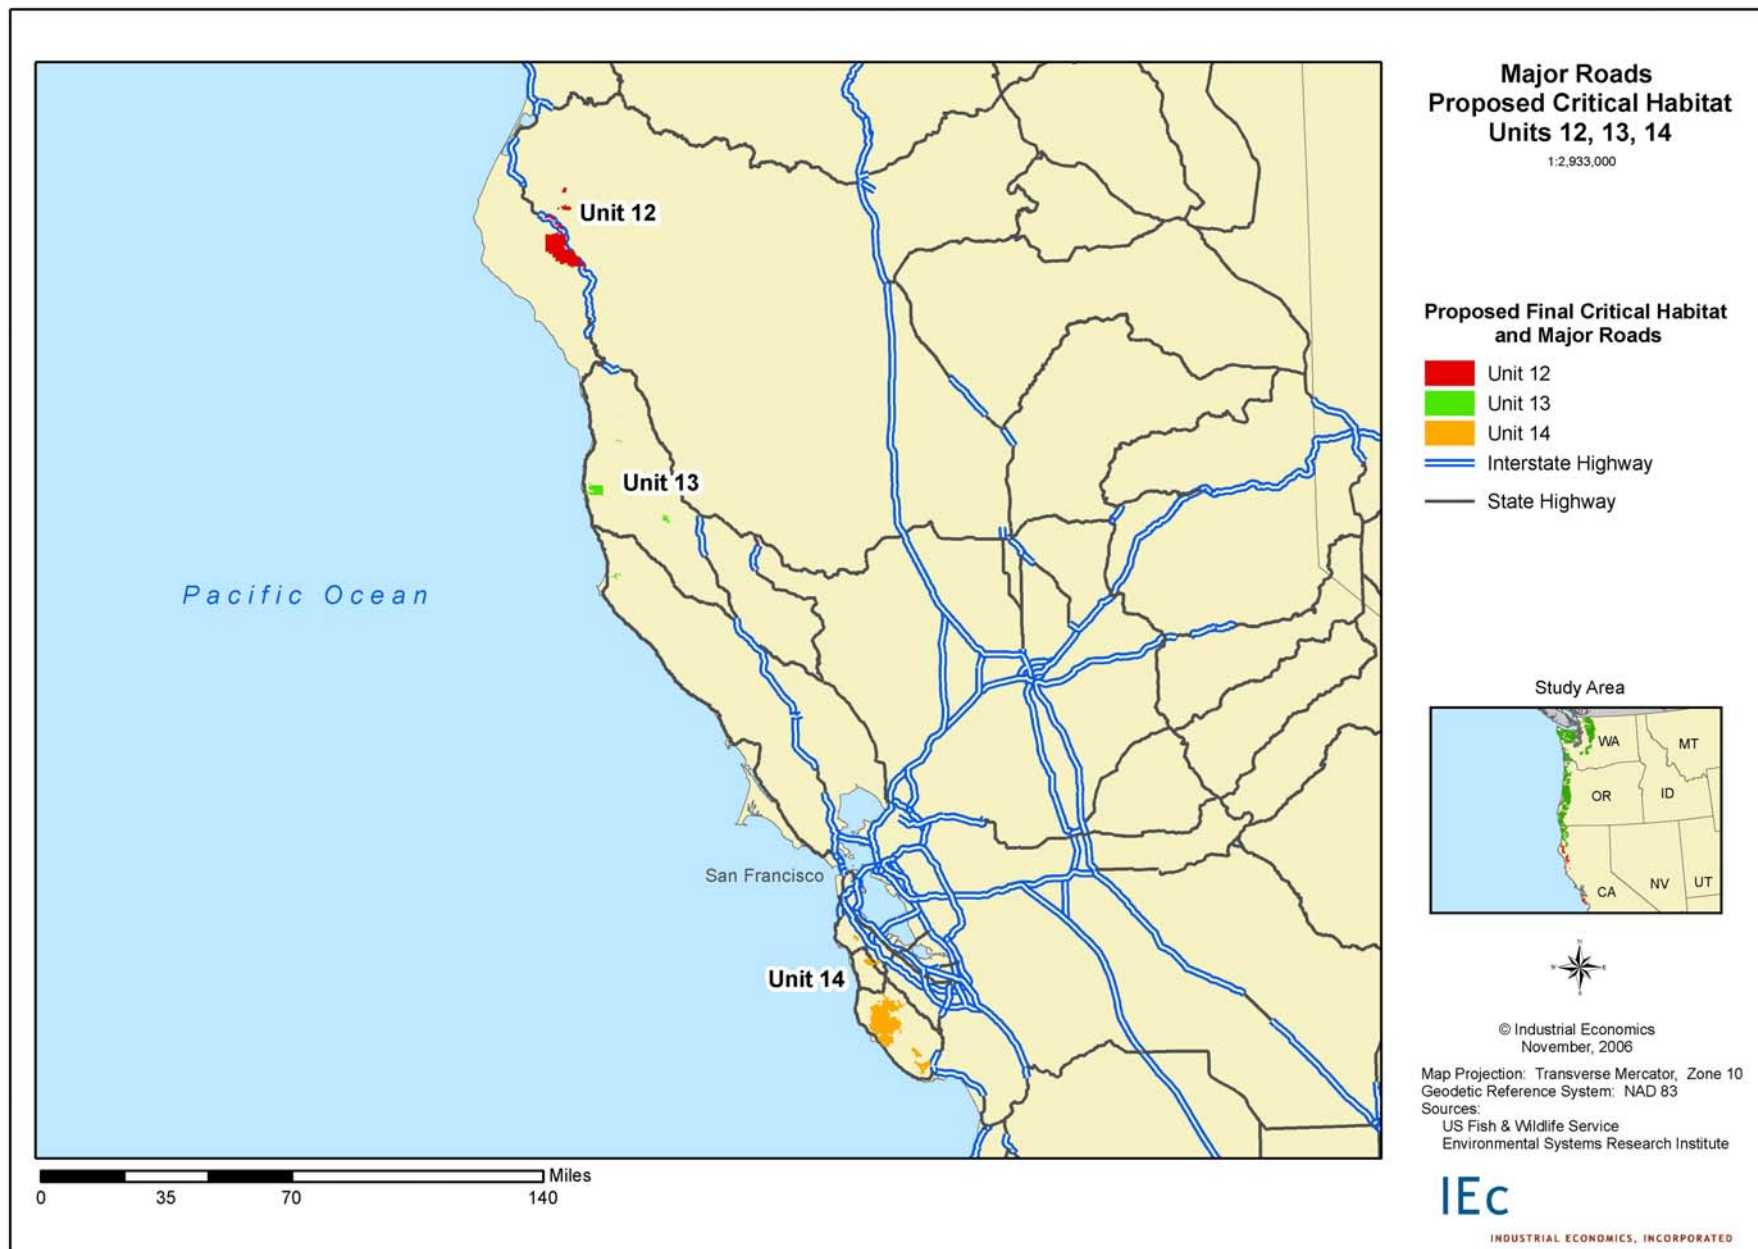 Major Roads
Proposed Critical Habitat
Units 12, 13, 14
1:2,933,000
Unit 12
Unit 13
Pacific Ocean
San Francisco
Unit 14
Proposed Final Critical Habitat
and Major Roads
Unit 12
Unit 13
Unit 14
Interstate Highway
State Highway
Study Area
WA
MT
OR
ID
CA
NV
UT
N
W
E
S
© Industrial Economics
November, 2006
Map Projection: Transverse Mercator, Zone 10
Geodetic Reference System: NAD 83
Sources:
US Fish & Wildlife Service
Environmental Systems Research Institute
Miles
0 35 70 140
IEc
INDUSTRIAL ECONOMICS, INCORPORATED